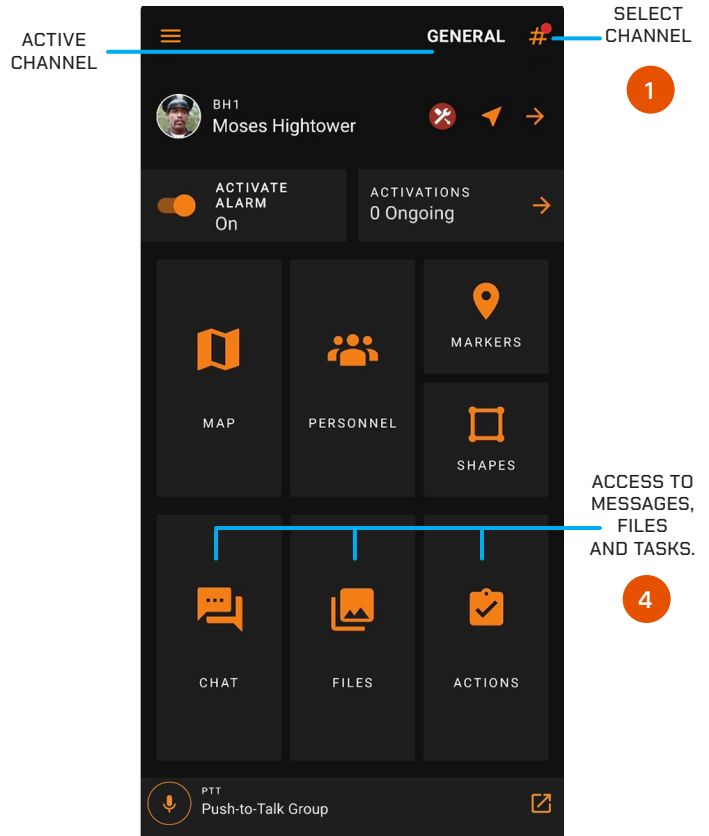 SELECT
CHANNEL
1
ACTIVE
CHANNEL
GENERAL
BH1
Moses Hightower
ACTIVATE
ALARM
On
ACTIVATIONS
0 Ongoing
MAP
PERSONNEL
MARKERS
SHAPES
ACCESS TO
MESSAGES,
FILES
AND TASKS.
4
CHAT
FILES
ACTIONS
PTT
Push-to-Talk Group